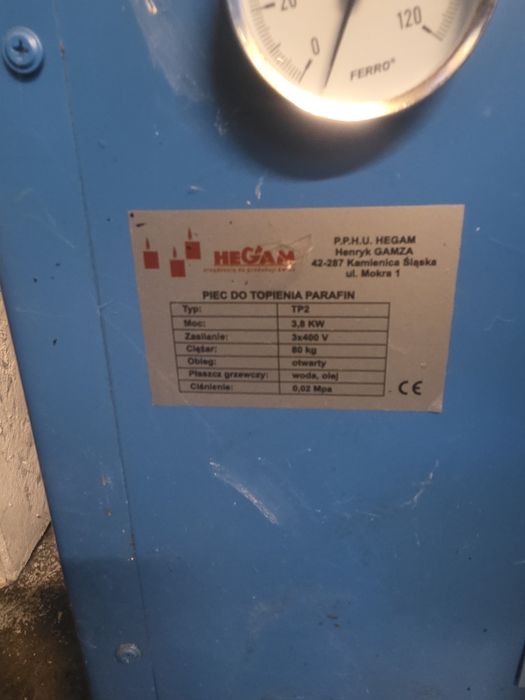 20
0
120
FERRO®
HEGAM
P.P.H.U. HEGAM
Henryk GAMZA
42-287 Kamienica Śląska
ul. Mokra 1
PIEC DO TOPIENIA PARAFIN
Typ: TP2
Moc: 3,8 KW
Zasilanie: 3x400 V
Ciężar: 80 kg
Obieg: otwarty
Płaszcz grzewczy: woda, olej
Ciśnienie: 0,02 Mpa
CE